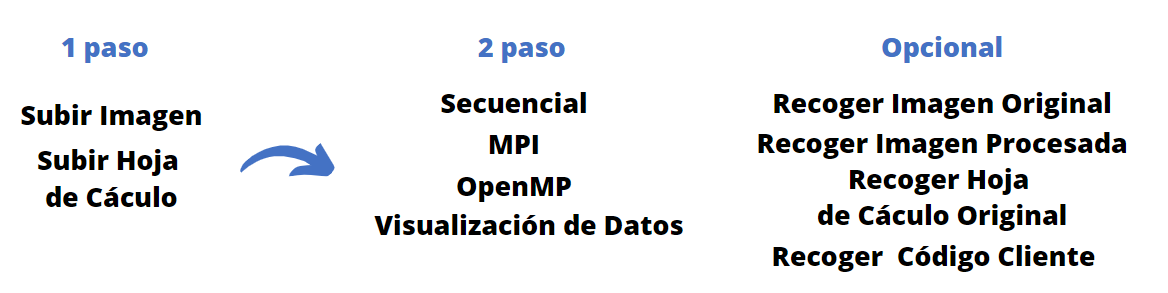 1 paso
Subir Imagen
Subir Hoja
de Cáculo
2 paso
Secuencial
MPI
OpenMP
Visualización de Datos
Opcional
Recoger Imagen Original
Recoger Imagen Procesada
Recoger Hoja
de Cáculo Original
Recoger Código Cliente